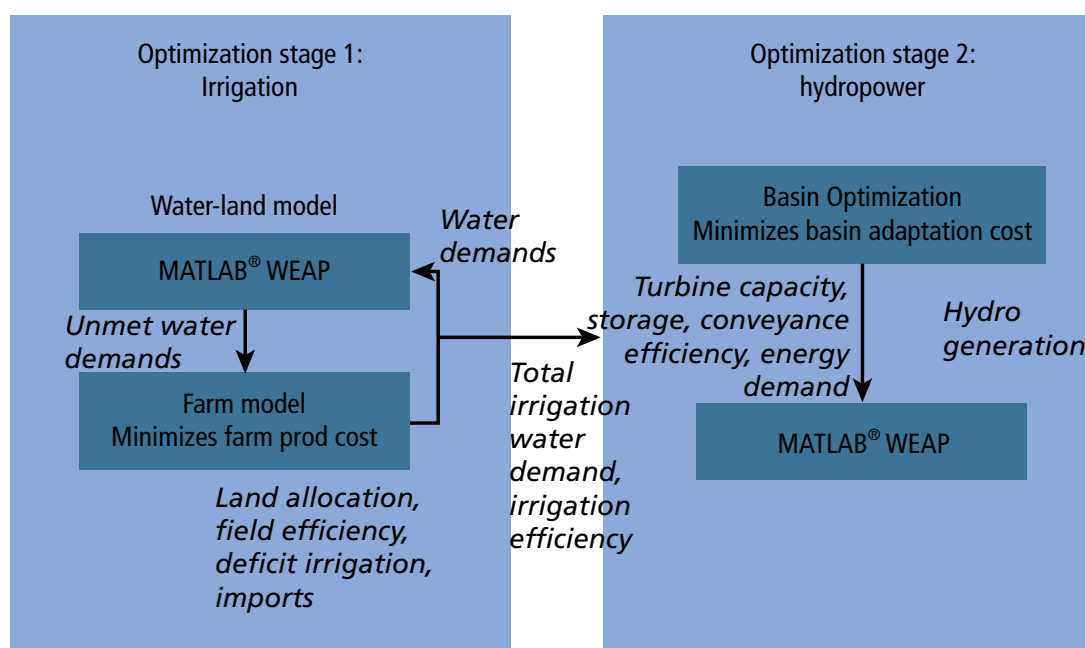 Optimization stage 1:
Irrigation
Water-land model
MATLAB® WEAP
Water
demands
Unmet water
demands
Farm model
Minimizes farm prod cost
Land allocation,
field efficiency,
deficit irrigation,
imports
Total
irrigation
water
demand,
irrigation
efficiency
Optimization stage 2:
hydropower
Basin Optimization
Minimizes basin adaptation cost
Turbine capacity,
storage, conveyance
efficiency, energy
demand
Hydro
generation
MATLAB® WEAP